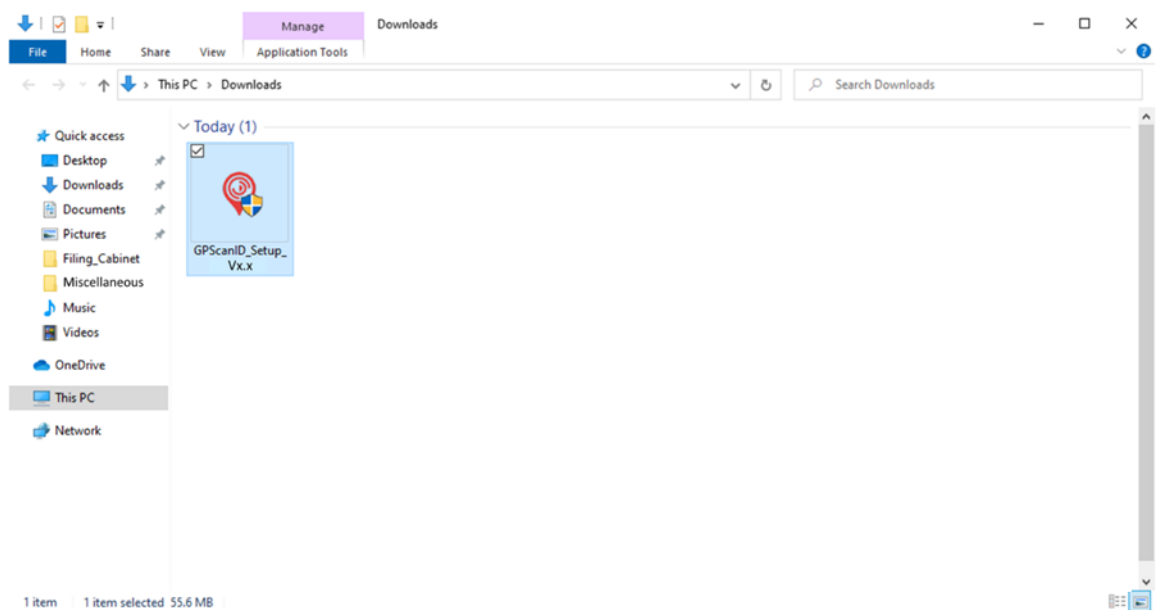 Manage
Downloads
File
Home
Share
View
Application Tools
This PC > Downloads
Search Downloads
Quick access
Desktop
Downloads
Documents
Pictures
Filing_Cabinet
Miscellaneous
Music
Videos
OneDrive
This PC
Network
Today (1)
GPScanID_Setup_
Vx.x
1 item
1 item selected 55.6 MB